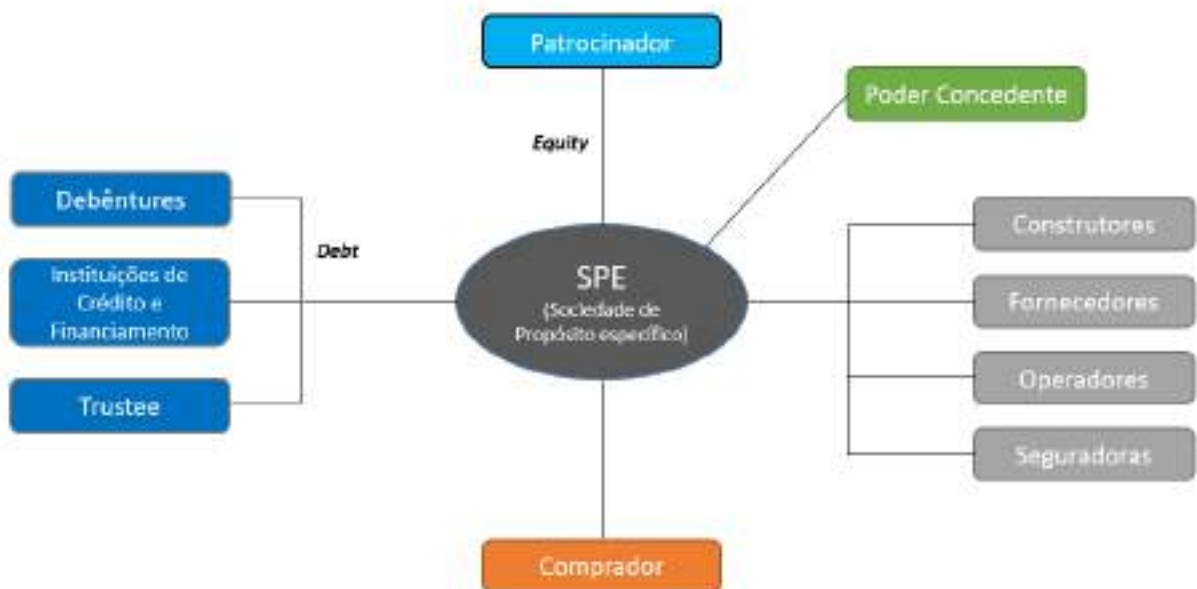 Patrocinador
Poder Concedente
Equity
Debêntures
Debt
Instituições de
Crédito e
Financiamento
Trustee
SPE
(Sociedade de
Propósito específico)
Construtores
Fornecedores
Operadores
Seguradoras
Comprador